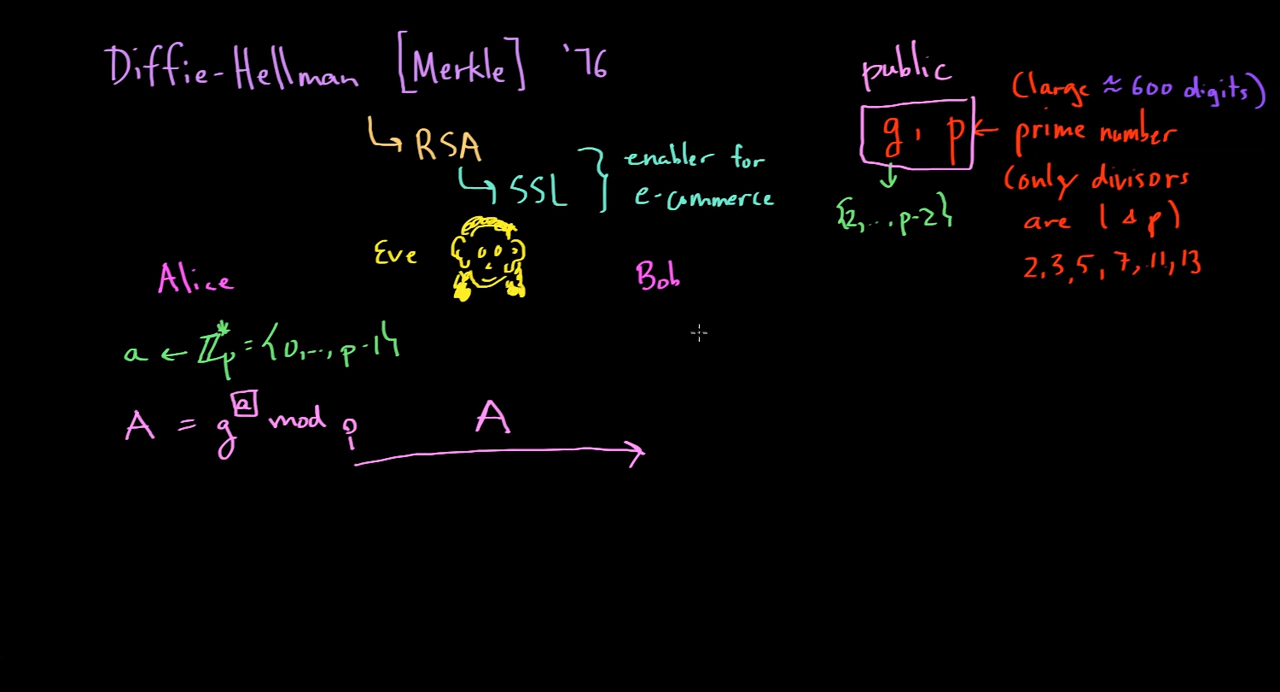 Diffie-Hellman [Merkle] '76
↳ RSA
↳ SSL } enabler for
e-commerce
public
g, p ← prime number
(large ≈ 600 digits)
(only divisors
are 1 & p)
2, 3, 5, 7, 11, 13
{2, ... p-2}
Eve
Alice
Bob
a ← ℤ*p = {0, ..., p-1}
A = g^a mod p
A